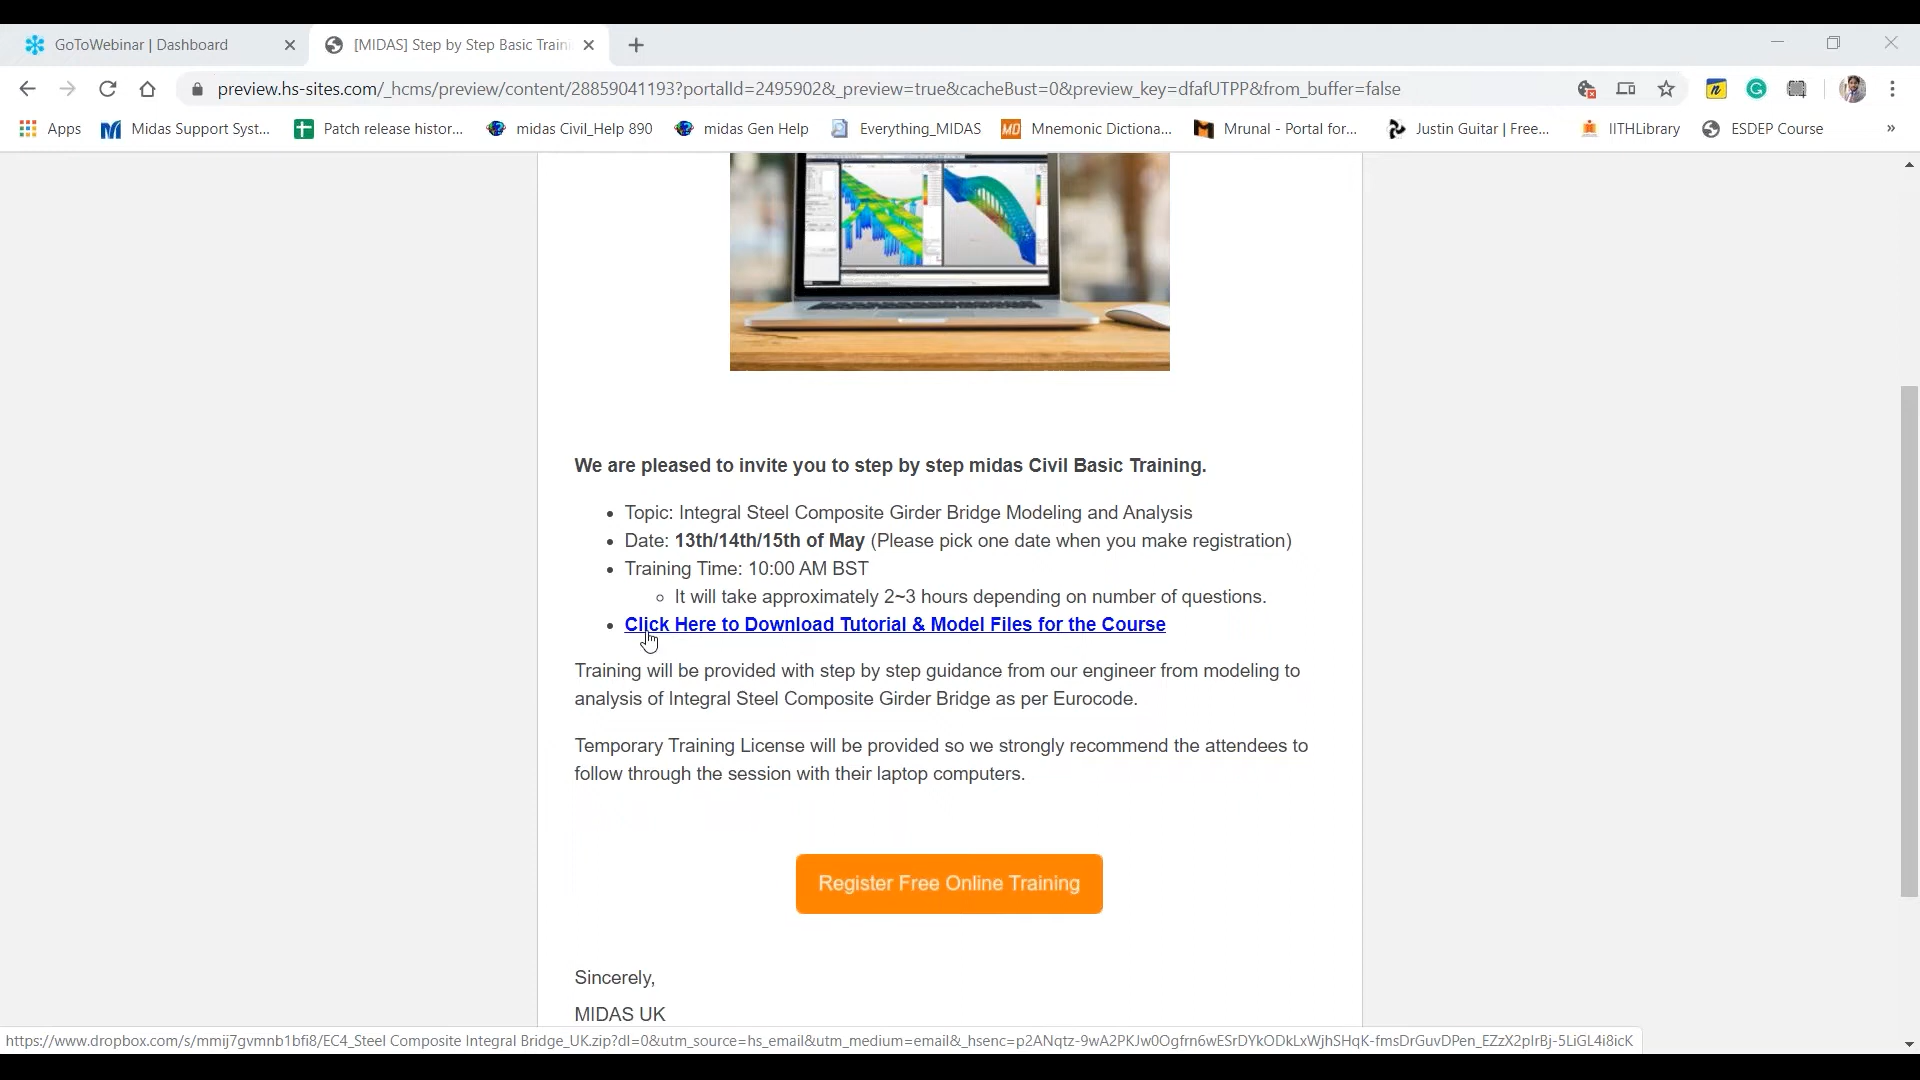 GoToWebinar | Dashboard
[MIDAS] Step by Step Basic Traini
preview.hs-sites.com/_hcms/preview/content/28859041193?portalId=2495902&_preview=true&cacheBust=0&preview_key=dfafUTPP&from_buffer=false
Apps
Midas Support Syst...
Patch release histor...
midas Civil_Help 890
midas Gen Help
Everything_MIDAS
Mnemonic Dictiona...
Mrunal - Portal for...
Justin Guitar | Free...
IITHLibrary
ESDEP Course
»
We are pleased to invite you to step by step midas Civil Basic Training.
• Topic: Integral Steel Composite Girder Bridge Modeling and Analysis
• Date: 13th/14th/15th of May (Please pick one date when you make registration)
• Training Time: 10:00 AM BST
○ It will take approximately 2~3 hours depending on number of questions.
• Click Here to Download Tutorial & Model Files for the Course
Training will be provided with step by step guidance from our engineer from modeling to
analysis of Integral Steel Composite Girder Bridge as per Eurocode.
Temporary Training License will be provided so we strongly recommend the attendees to
follow through the session with their laptop computers.
Register Free Online Training
Sincerely,
MIDAS UK
https://www.dropbox.com/s/mmij7gvmnb1bfi8/EC4_Steel Composite Integral Bridge_UK.zip?dl=0&utm_source=hs_email&utm_medium=email&_hsenc=p2ANqtz-9wA2PKJw0Ogfrn6wESrDYkODkLxWjhSHqK-fmsDrGuvDPen_EZzX2pIrBj-5LiGL4i8icK